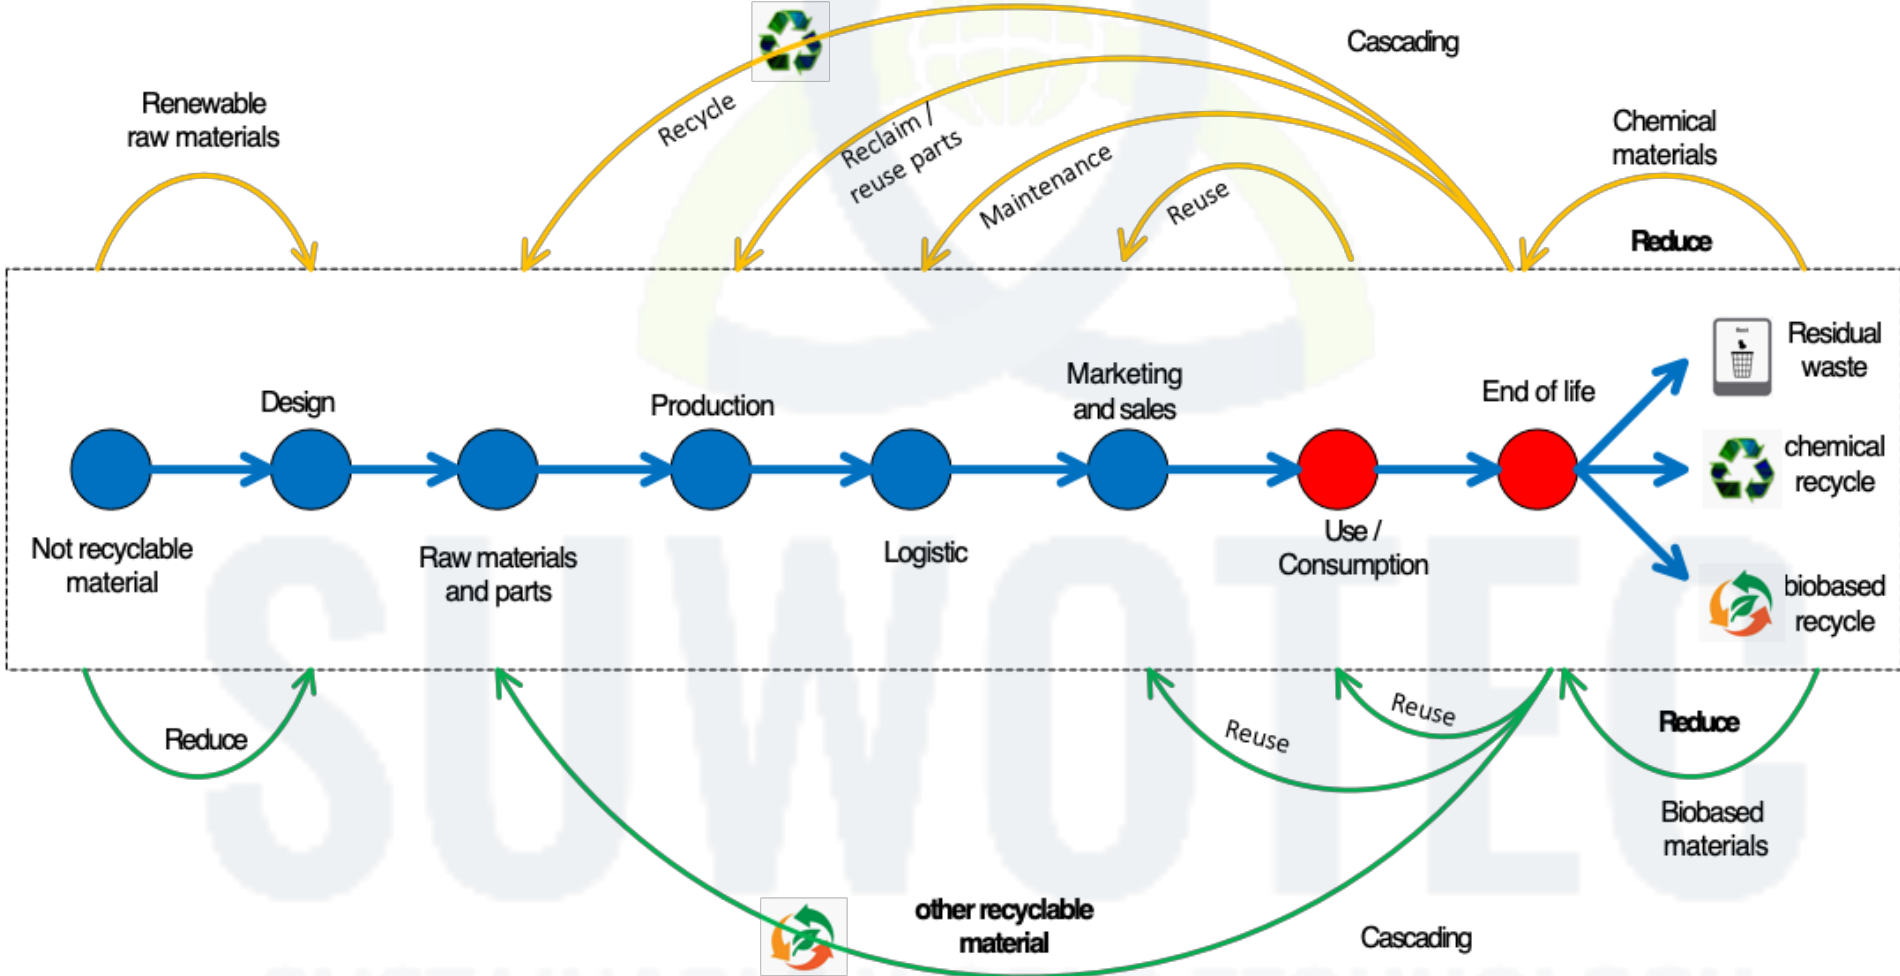 Cascading
Renewable
raw materials
Recycle
Reclaim /
reuse parts
Maintenance
Reuse
Chemical
materials
Reduce
Residual
waste
Design
Production
Marketing
and sales
End of life
chemical
recycle
Not recyclable
material
Raw materials
and parts
Logistic
Use /
Consumption
biobased
recycle
SUWOTEC
Reduce
Reuse
Reuse
Reduce
Biobased
materials
other recyclable
material
Cascading